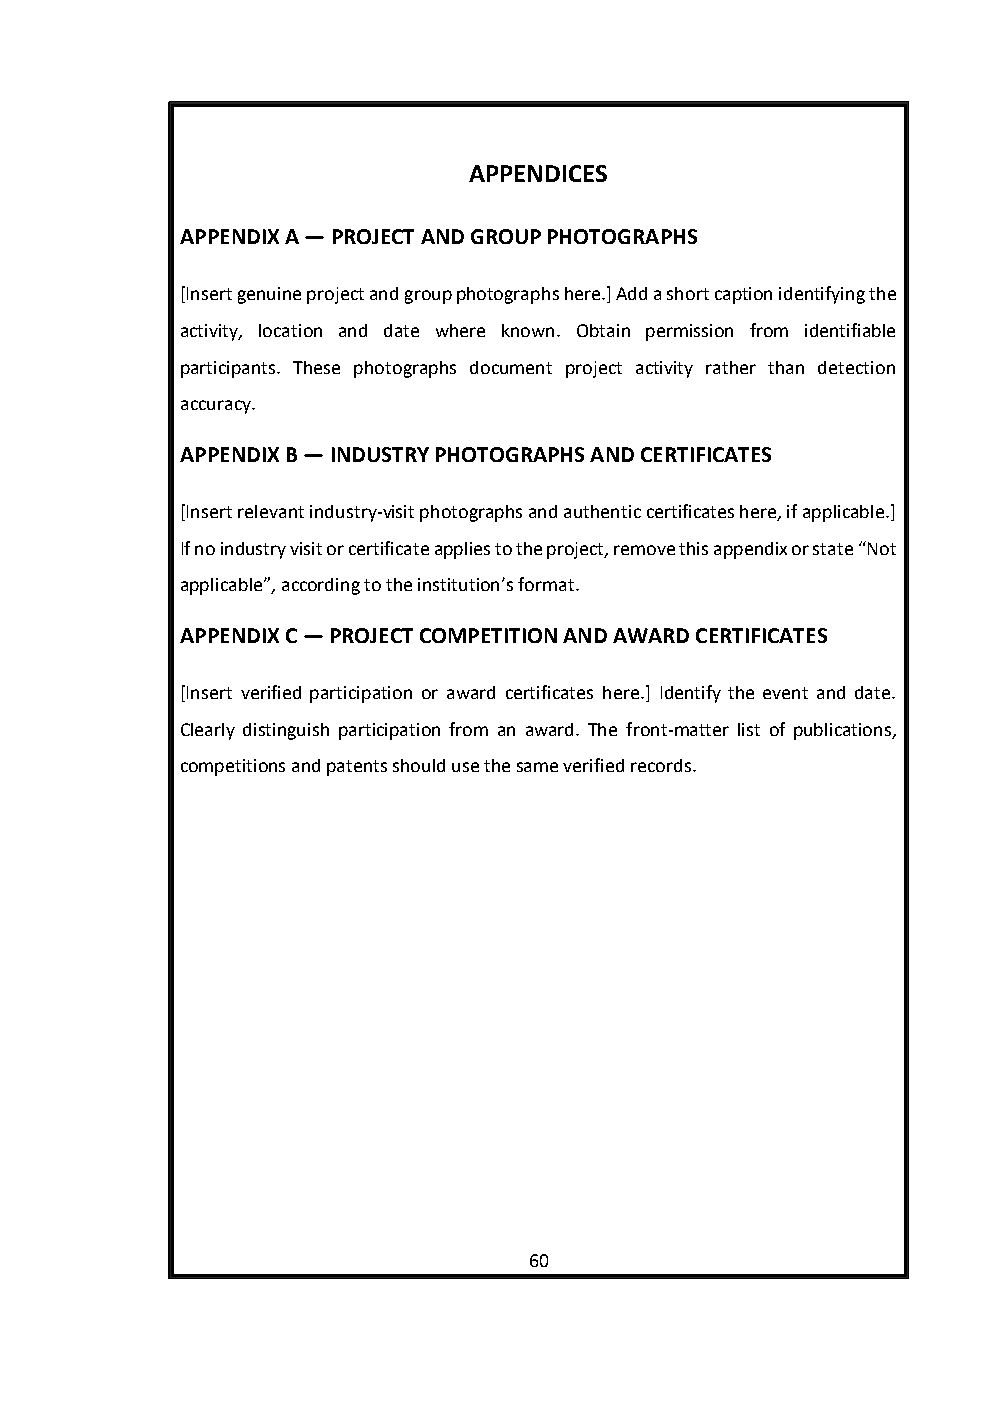 APPENDICES
APPENDIX A — PROJECT AND GROUP PHOTOGRAPHS
[Insert genuine project and group photographs here.] Add a short caption identifying the
activity, location and date where known. Obtain permission from identifiable
participants. These photographs document project activity rather than detection
accuracy.
APPENDIX B — INDUSTRY PHOTOGRAPHS AND CERTIFICATES
[Insert relevant industry-visit photographs and authentic certificates here, if applicable.]
If no industry visit or certificate applies to the project, remove this appendix or state “Not
applicable”, according to the institution’s format.
APPENDIX C — PROJECT COMPETITION AND AWARD CERTIFICATES
[Insert verified participation or award certificates here.] Identify the event and date.
Clearly distinguish participation from an award. The front-matter list of publications,
competitions and patents should use the same verified records.
60